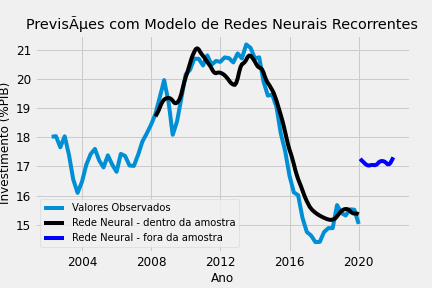 PrevisÃµes com Modelo de Redes Neurais Recorrentes
Investimento (%PIB)
21
20
19
18
17
16
15
Valores Observados
Rede Neural - dentro da amostra
Rede Neural - fora da amostra
2004
2008
2012
2016
2020
Ano